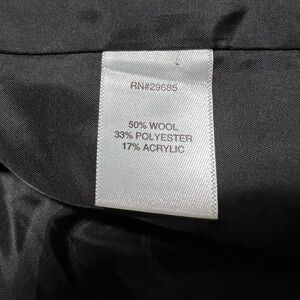 RN#29685
50% WOOL
33% POLYESTER
17% ACRYLIC